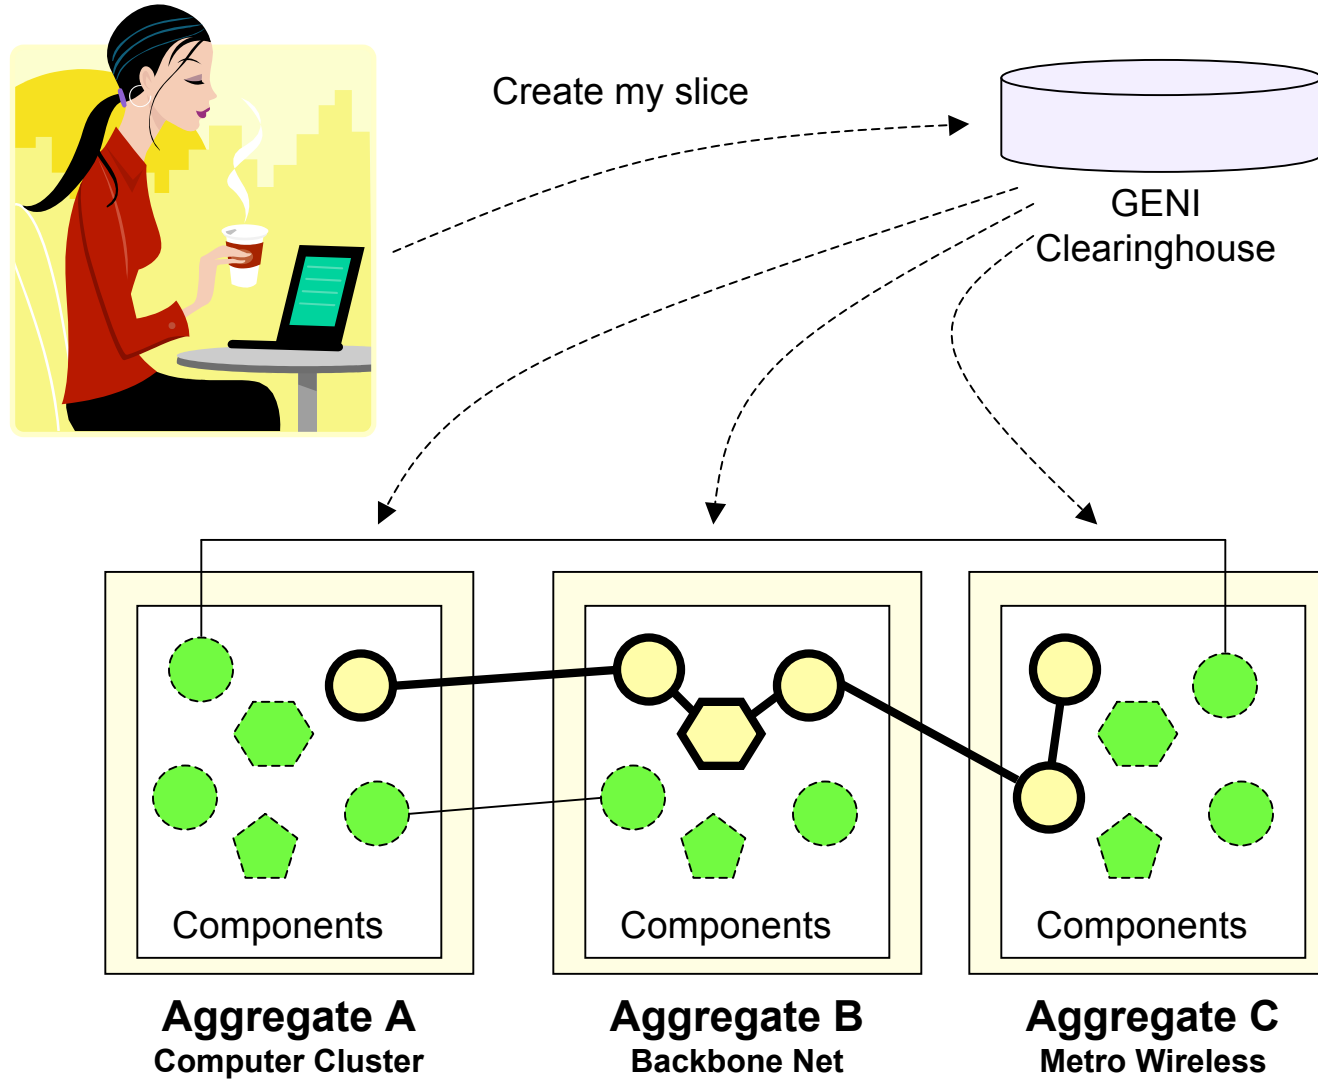 Create my slice
GENI
Clearinghouse
Components
Components
Components
Aggregate A
Computer Cluster
Aggregate B
Backbone Net
Aggregate C
Metro Wireless